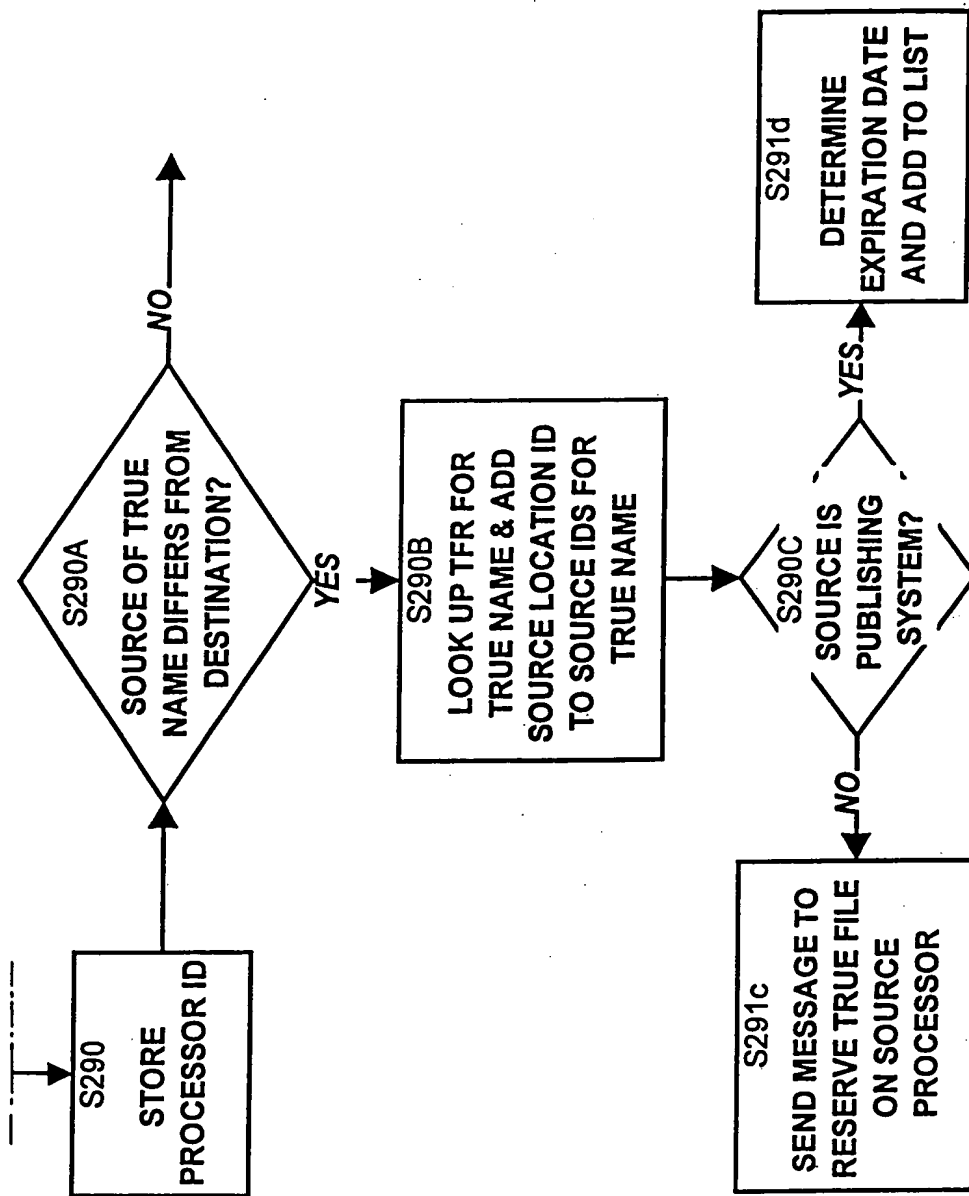 S290
STORE
PROCESSOR ID
S290A
SOURCE OF TRUE
NAME DIFFERS FROM
DESTINATION?
NO
YES
S290B
LOOK UP TFR FOR
TRUE NAME & ADD
SOURCE LOCATION ID
TO SOURCE IDS FOR
TRUE NAME
S290C
SOURCE IS
PUBLISHING
SYSTEM?
NO
YES
S291c
SEND MESSAGE TO
RESERVE TRUE FILE
ON SOURCE
PROCESSOR
S291d
DETERMINE
EXPIRATION DATE
AND ADD TO LIST